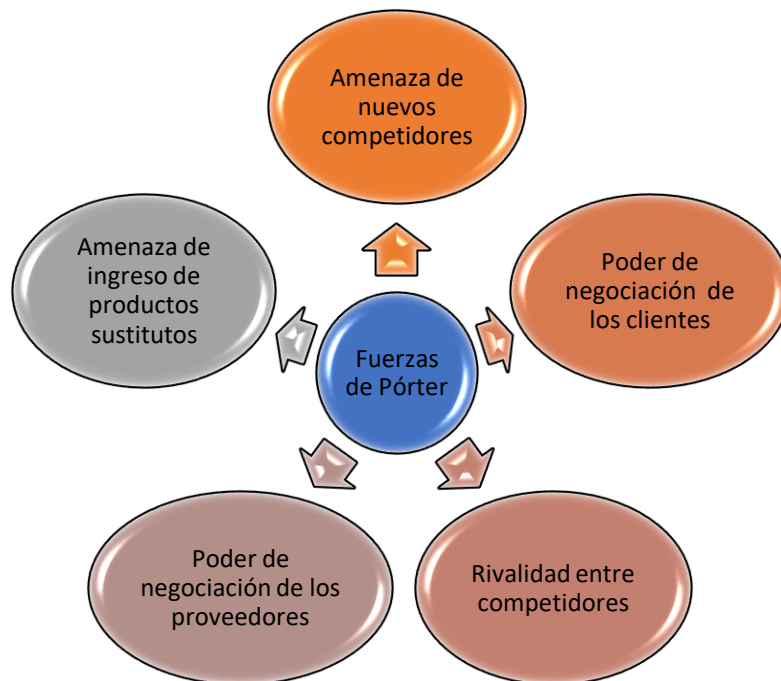 Amenaza de
nuevos
competidores
Amenaza de
ingreso de
productos
sustitutos
Poder de
negociación de
los clientes
Fuerzas
de Pórter
Poder de
negociación de los
proveedores
Rivalidad entre
competidores